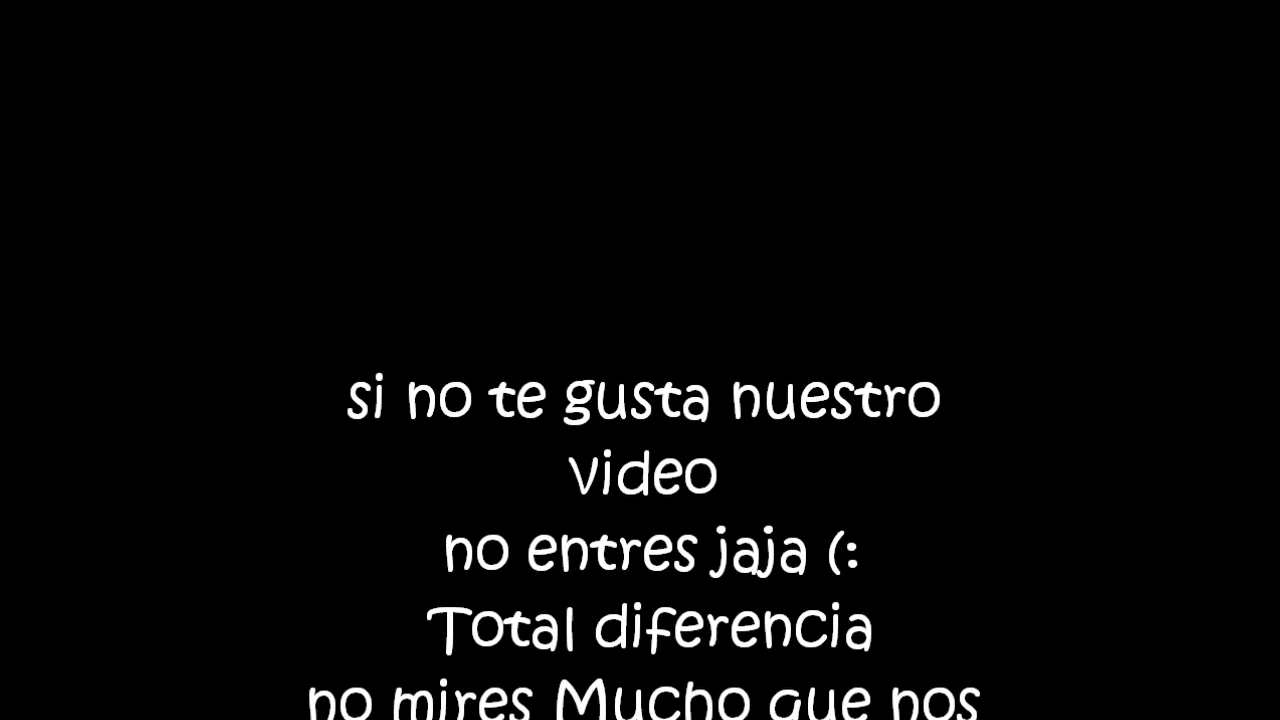 si no te gusta nuestro
video
no entres jaja (:
Total diferencia
no mires Mucho que nos